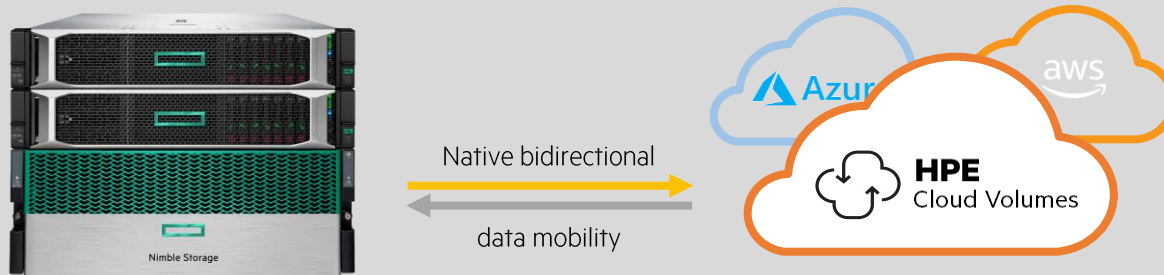 Nimble Storage
Native bidirectional
data mobility
Azur
aws
HPE
Cloud Volumes